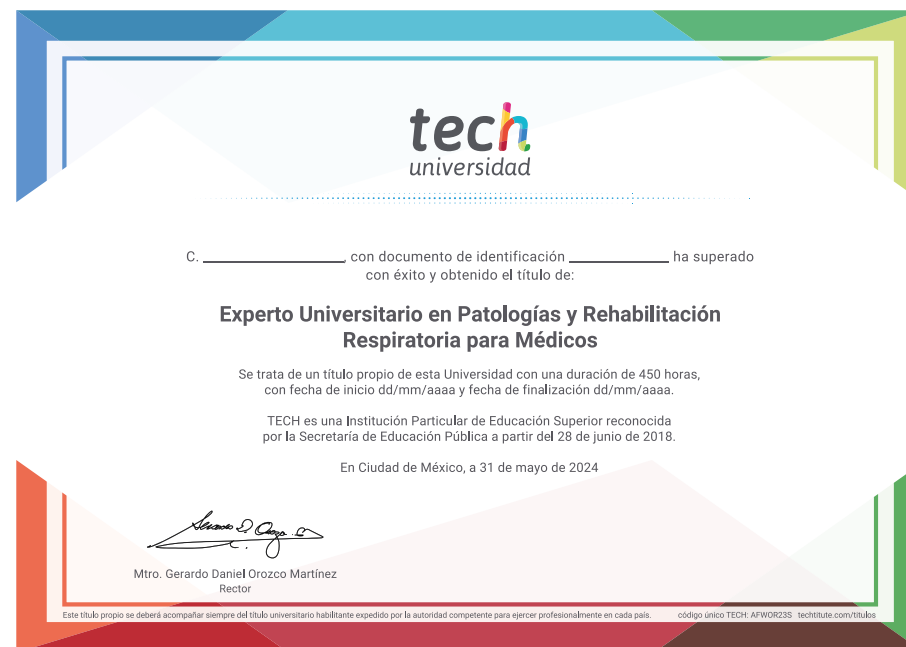 tech
universidad
C. ____________________, con documento de identificación ______________ ha superado
con éxito y obtenido el título de:
Experto Universitario en Patologías y Rehabilitación
Respiratoria para Médicos
Se trata de un título propio de esta Universidad con una duración de 450 horas,
con fecha de inicio dd/mm/aaaa y fecha de finalización dd/mm/aaaa.
TECH es una Institución Particular de Educación Superior reconocida
por la Secretaría de Educación Pública a partir del 28 de junio de 2018.
En Ciudad de México, a 31 de mayo de 2024
Mtro. Gerardo Daniel Orozco Martínez
Rector
Este título propio se deberá acompañar siempre del título universitario habilitante expedido por la autoridad competente para ejercer profesionalmente en cada país. código único TECH: AFWOR23S techtitute.com/titulos